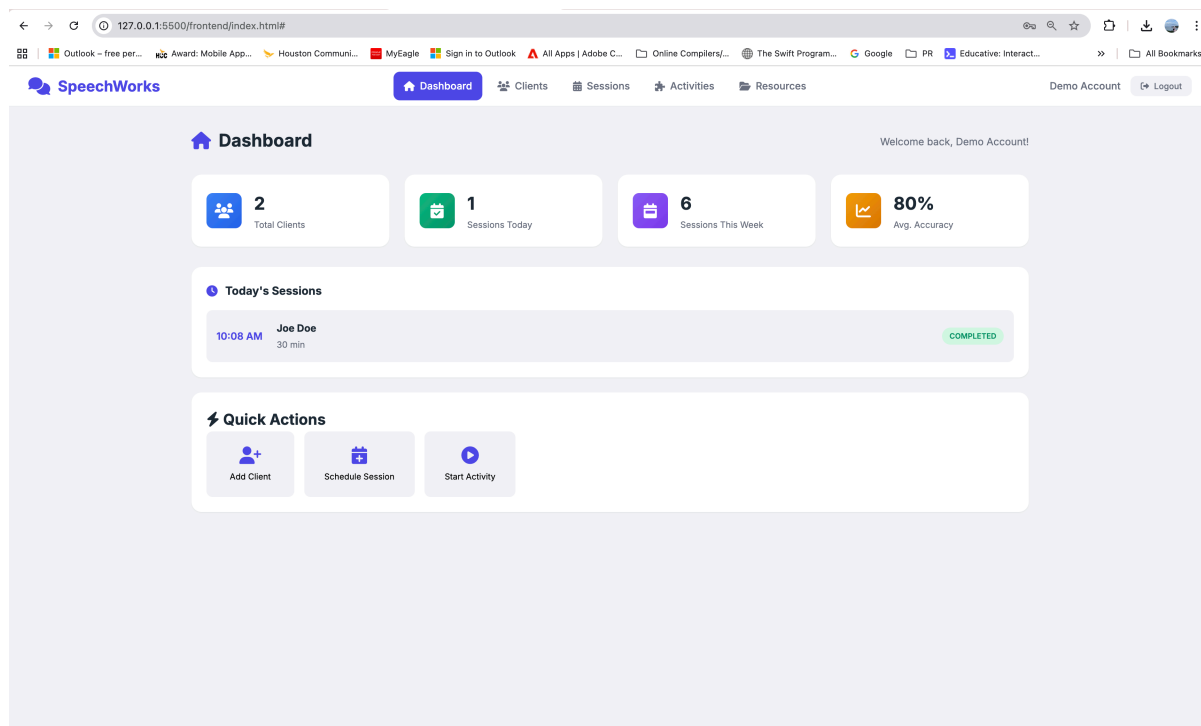 127.0.0.1:5500/frontend/index.html#
Outlook – free per... HCC Award: Mobile App... Houston Communi... MyEagle Sign in to Outlook All Apps | Adobe C... Online Compilers/... The Swift Program... G Google PR Educative: Interact... » All Bookmarks
SpeechWorks Dashboard Clients Sessions Activities Resources Demo Account Logout
Dashboard Welcome back, Demo Account!
2 1 6 80%
Total Clients Sessions Today Sessions This Week Avg. Accuracy
Today's Sessions
10:08 AM Joe Doe COMPLETED
30 min
Quick Actions
Add Client Schedule Session Start Activity